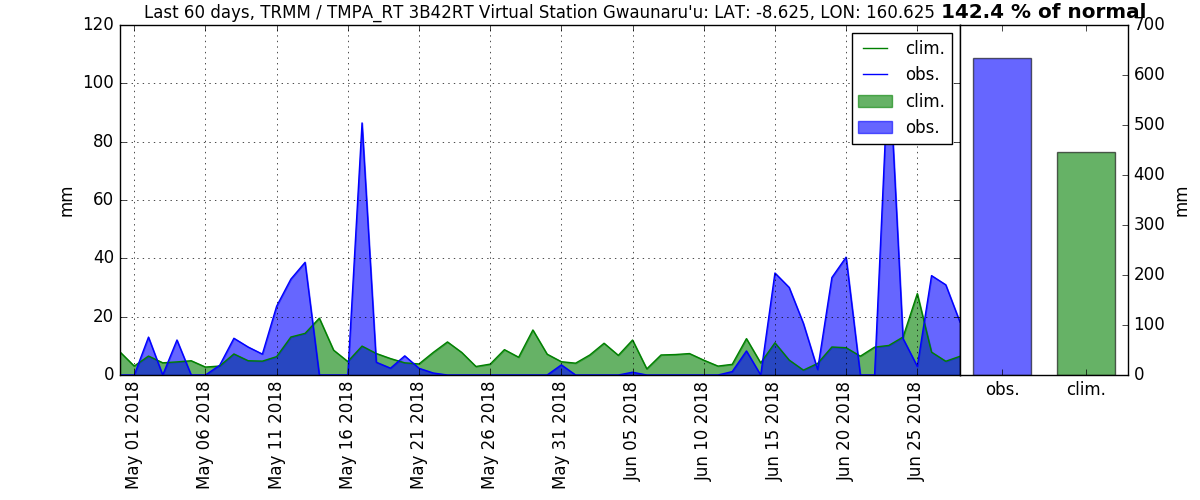 Last 60 days, TRMM / TMPA_RT 3B42RT Virtual Station Gwaunaru'u: LAT: -8.625, LON: 160.625 142.4 % of normal
120
100
80
60
40
20
0
mm
clim.
obs.
clim.
obs.
May 01 2018
May 06 2018
May 11 2018
May 16 2018
May 21 2018
May 26 2018
May 31 2018
Jun 05 2018
Jun 10 2018
Jun 15 2018
Jun 20 2018
Jun 25 2018
700
600
500
400
300
200
100
0
mm
obs.
clim.